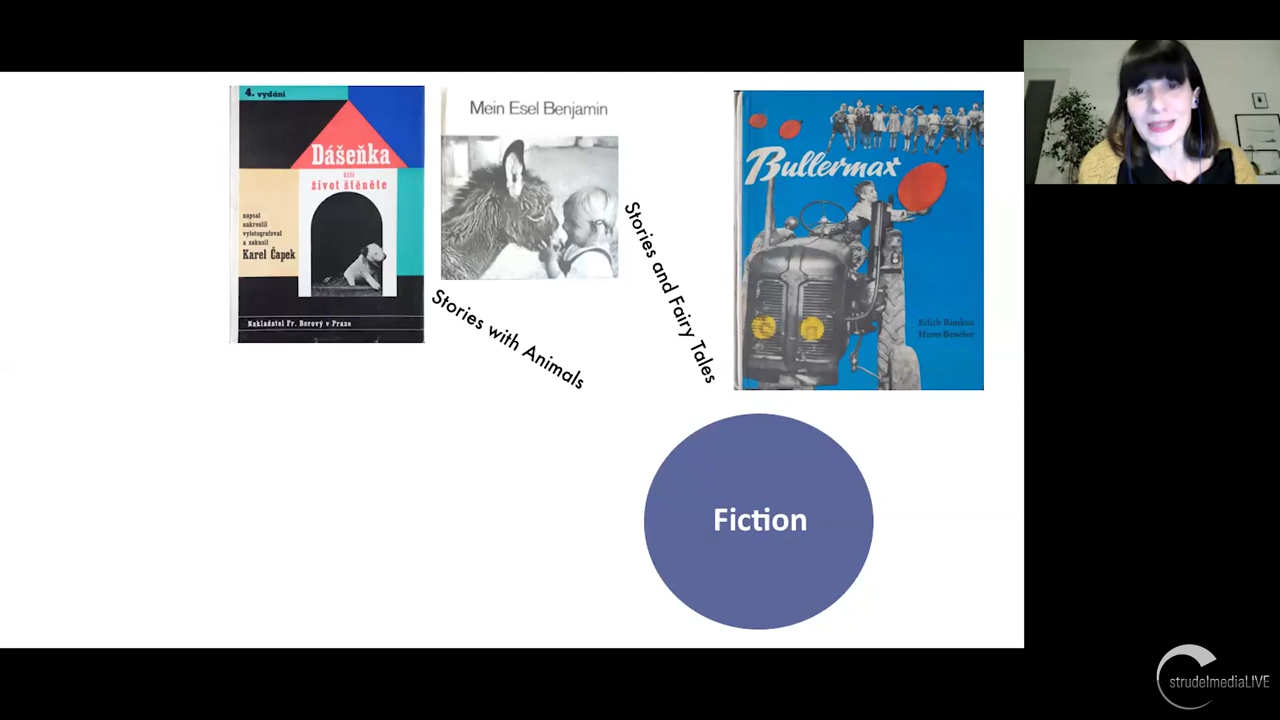 4. vydání
Dášeňka
čili
život štěněte
napsal
nakreslil
vyfotografoval
a zakusil
Karel Čapek
Nakladatel Fr. Borový v Praze
Mein Esel Benjamin
Stories with Animals
Stories and Fairy Tales
Bullermax
Edith Rimkus
Horst Beseler
Fiction
strudelmediaLIVE